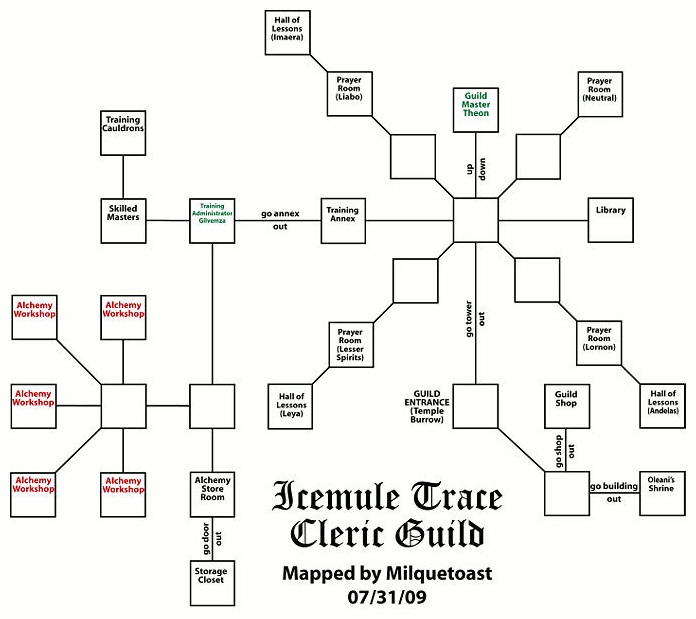 Hall of
Lessons
(Imaera)
Prayer
Room
(Liabo)
Guild
Master
Theon
Prayer
Room
(Neutral)
Training
Cauldrons
up
down
Skilled
Masters
Training
Administrator
Gilvemza
go annex
out
Training
Annex
Library
Alchemy
Workshop
Alchemy
Workshop
go tower
out
Prayer
Room
(Lesser
Spirits)
Prayer
Room
(Lornon)
Alchemy
Workshop
Hall of
Lessons
(Leya)
GUILD
ENTRANCE
(Temple
Burrow)
Guild
Shop
Hall of
Lessons
(Andelas)
go shop
out
Alchemy
Workshop
Alchemy
Workshop
Alchemy
Store
Room
go building
out
Oleani's
Shrine
go door
out
Storage
Closet
Icemule Trace
Cleric Guild
Mapped by Milquetoast
07/31/09